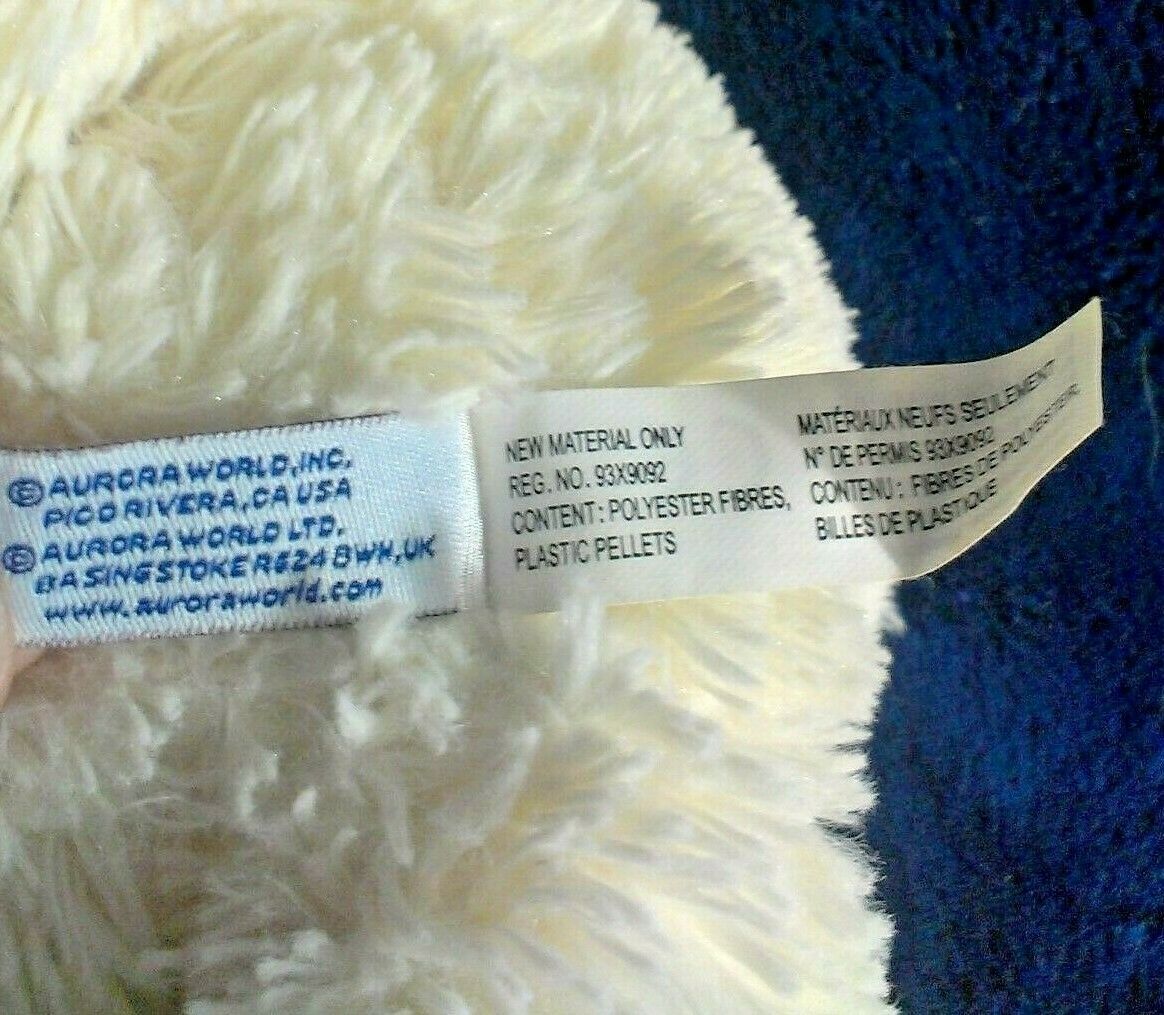 © AURORA WORLD, INC.
PICO RIVERA, CA USA
© AURORA WORLD LTD.
BASINGSTOKE RG24 8WH, UK
www.auroraworld.com
NEW MATERIAL ONLY
REG. NO. 93X9092
CONTENT : POLYESTER FIBRES,
PLASTIC PELLETS
MATÉRIAUX NEUFS SEULEMENT
N° DE PERMIS 93X9092
CONTENU : FIBRES DE POLYESTER,
BILLES DE PLASTIQUE